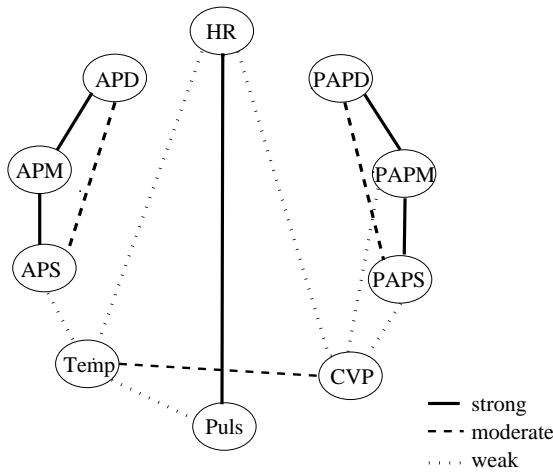 HR
APD
PAPD
APM
PAPM
APS
PAPS
Temp
CVP
Puls
strong
moderate
weak